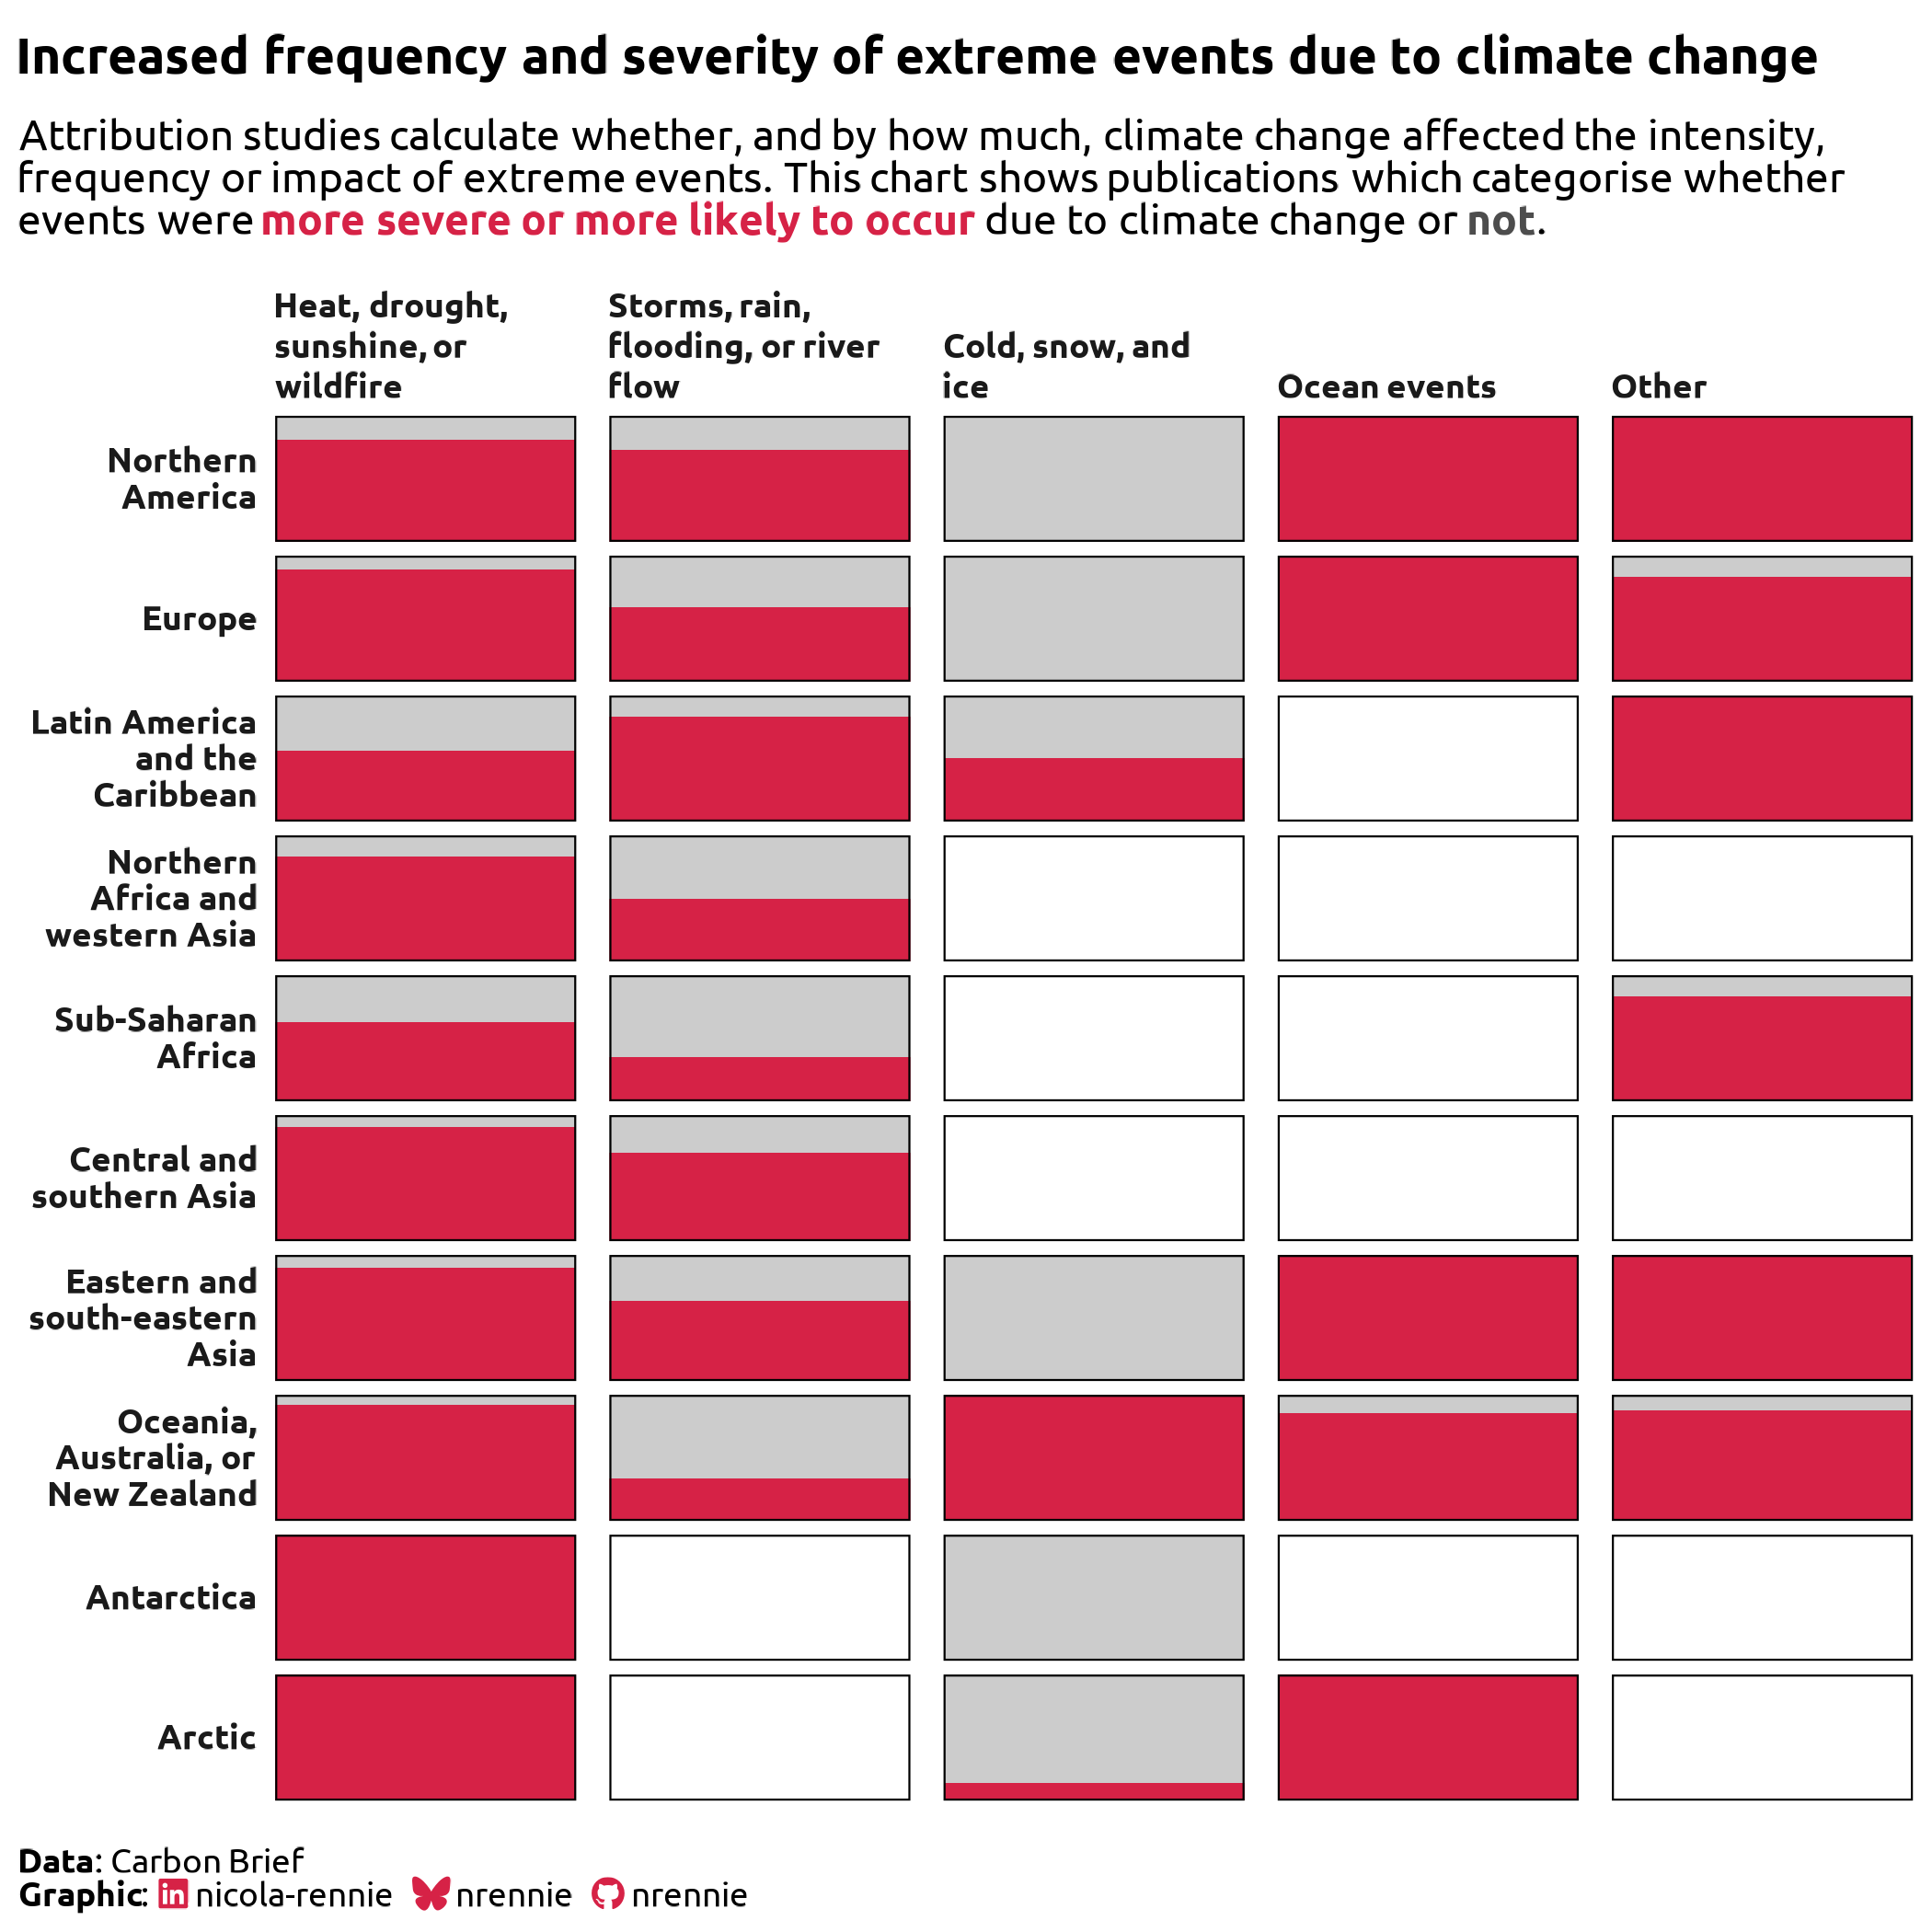 Increased frequency and severity of extreme events due to climate change
Attribution studies calculate whether, and by how much, climate change affected the intensity,
frequency or impact of extreme events. This chart shows publications which categorise whether
events were more severe or more likely to occur due to climate change or not.
Heat, drought,
sunshine, or
wildfire
Storms, rain,
flooding, or river
flow
Cold, snow, and
ice
Ocean events
Other
Northern
America
Europe
Latin America
and the
Caribbean
Northern
Africa and
western Asia
Sub-Saharan
Africa
Central and
southern Asia
Eastern and
south-eastern
Asia
Oceania,
Australia, or
New Zealand
Antarctica
Arctic
Data: Carbon Brief
Graphic: nicola-rennie nrennie nrennie